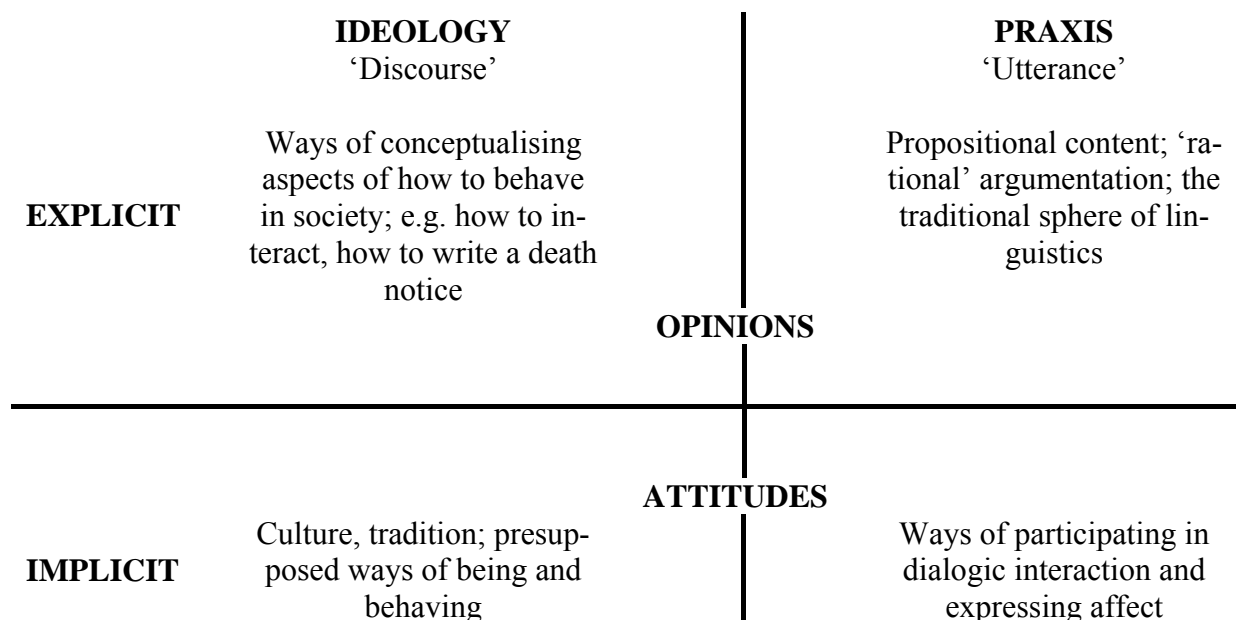 IDEOLOGY
‘Discourse’
PRAXIS
‘Utterance’
EXPLICIT
Ways of conceptualising
aspects of how to behave
in society; e.g. how to in-
teract, how to write a death
notice
Propositional content; ‘ra-
tional’ argumentation; the
traditional sphere of lin-
guistics
OPINIONS
ATTITUDES
IMPLICIT
Culture, tradition; presup-
posed ways of being and
behaving
Ways of participating in
dialogic interaction and
expressing affect